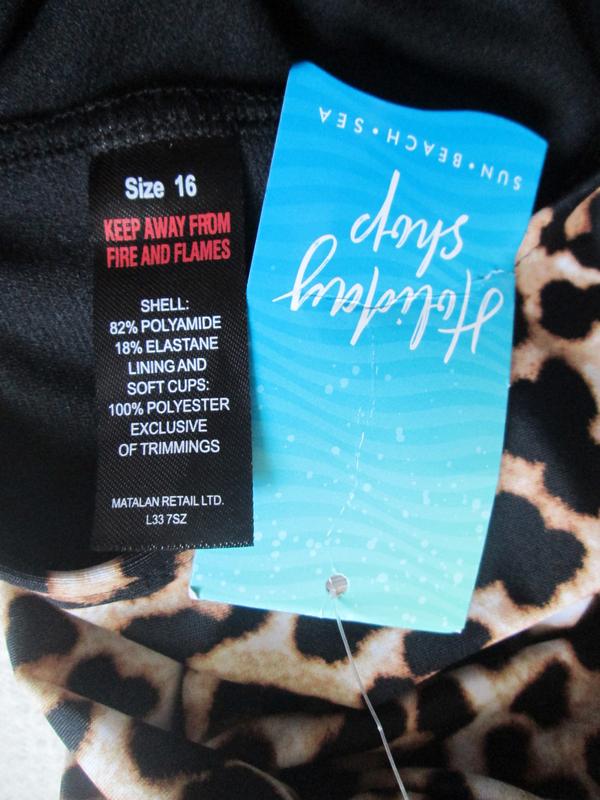 Size 16
KEEP AWAY FROM
FIRE AND FLAMES
SHELL:
82% POLYAMIDE
18% ELASTANE
LINING AND
SOFT CUPS:
100% POLYESTER
EXCLUSIVE
OF TRIMMINGS
MATALAN RETAIL LTD.
L33 7SZ
Holiday
shop
SUN•BEACH•SEA